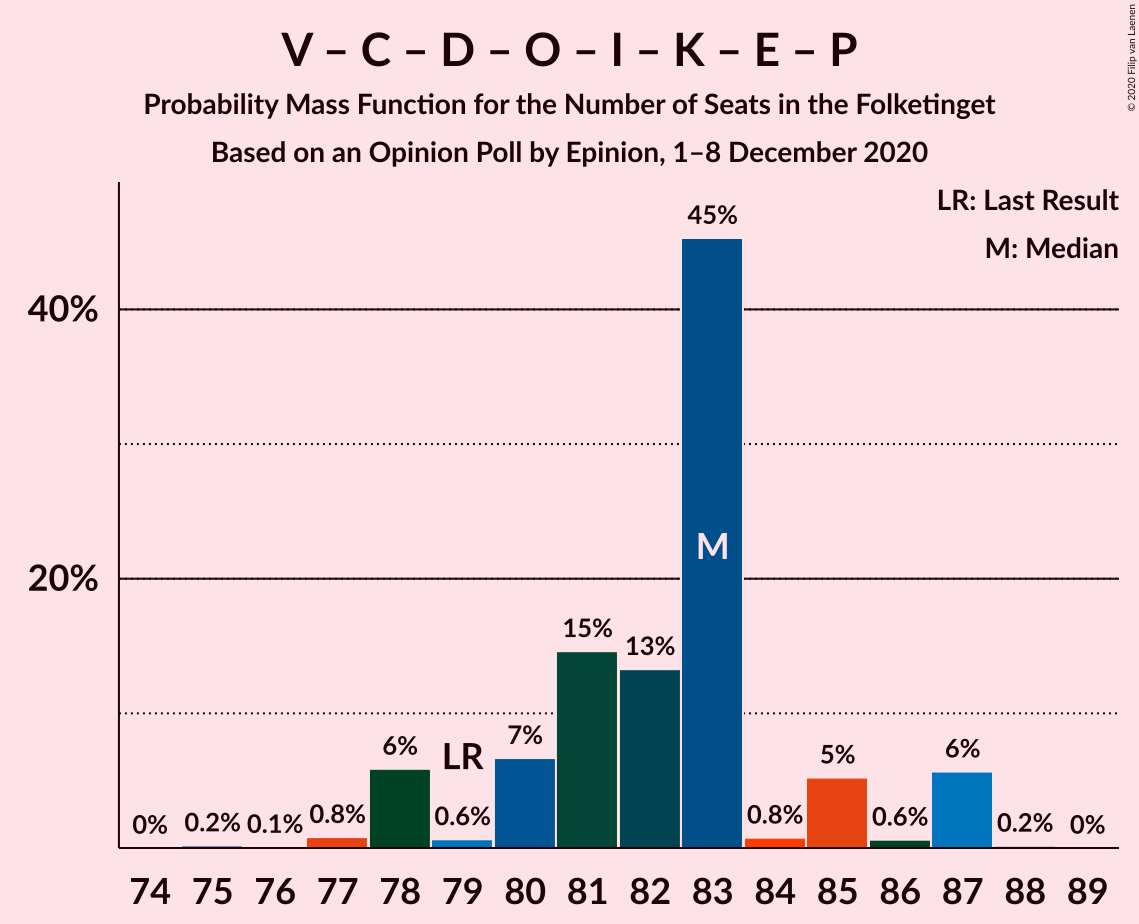 V – C – D – O – I – K – E – P
Probability Mass Function for the Number of Seats in the Folketinget
Based on an Opinion Poll by Epinion, 1–8 December 2020
© 2020 Filip van Laenen
LR: Last Result
M: Median
45%
40%
M
20%
15%
13%
7%
6%
LR
5%
6%
0%
0.2%
0.1%
0.8%
0.6%
0.8%
0.6%
0.2%
0%
74 75 76 77 78 79 80 81 82 83 84 85 86 87 88 89